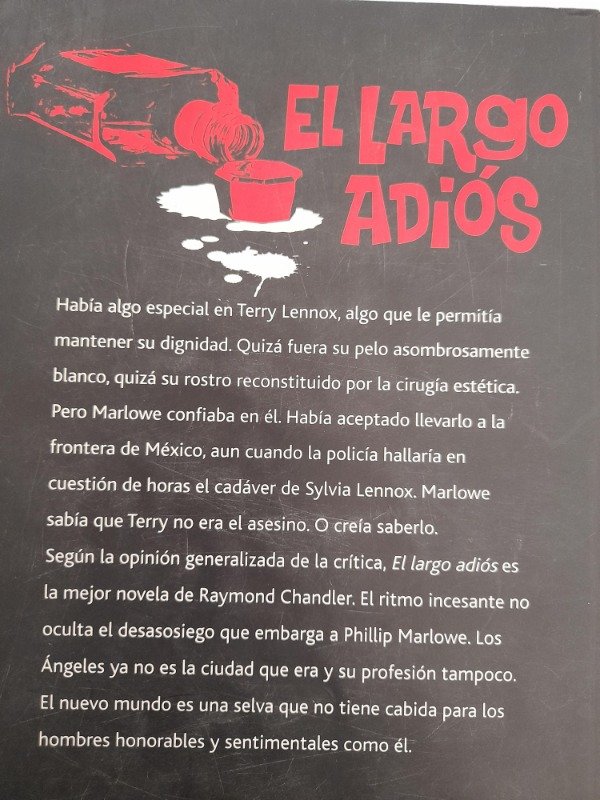 EL LARGO
ADIÓS
Había algo especial en Terry Lennox, algo que le permitía
mantener su dignidad. Quizá fuera su pelo asombrosamente
blanco, quizá su rostro reconstituido por la cirugía estética.
Pero Marlowe confiaba en él. Había aceptado llevarlo a la
frontera de México, aun cuando la policía hallaría en
cuestión de horas el cadáver de Sylvia Lennox. Marlowe
sabía que Terry no era el asesino. O creía saberlo.
Según la opinión generalizada de la crítica, El largo adiós es
la mejor novela de Raymond Chandler. El ritmo incesante no
oculta el desasosiego que embarga a Phillip Marlowe. Los
Ángeles ya no es la ciudad que era y su profesión tampoco.
El nuevo mundo es una selva que no tiene cabida para los
hombres honorables y sentimentales como él.